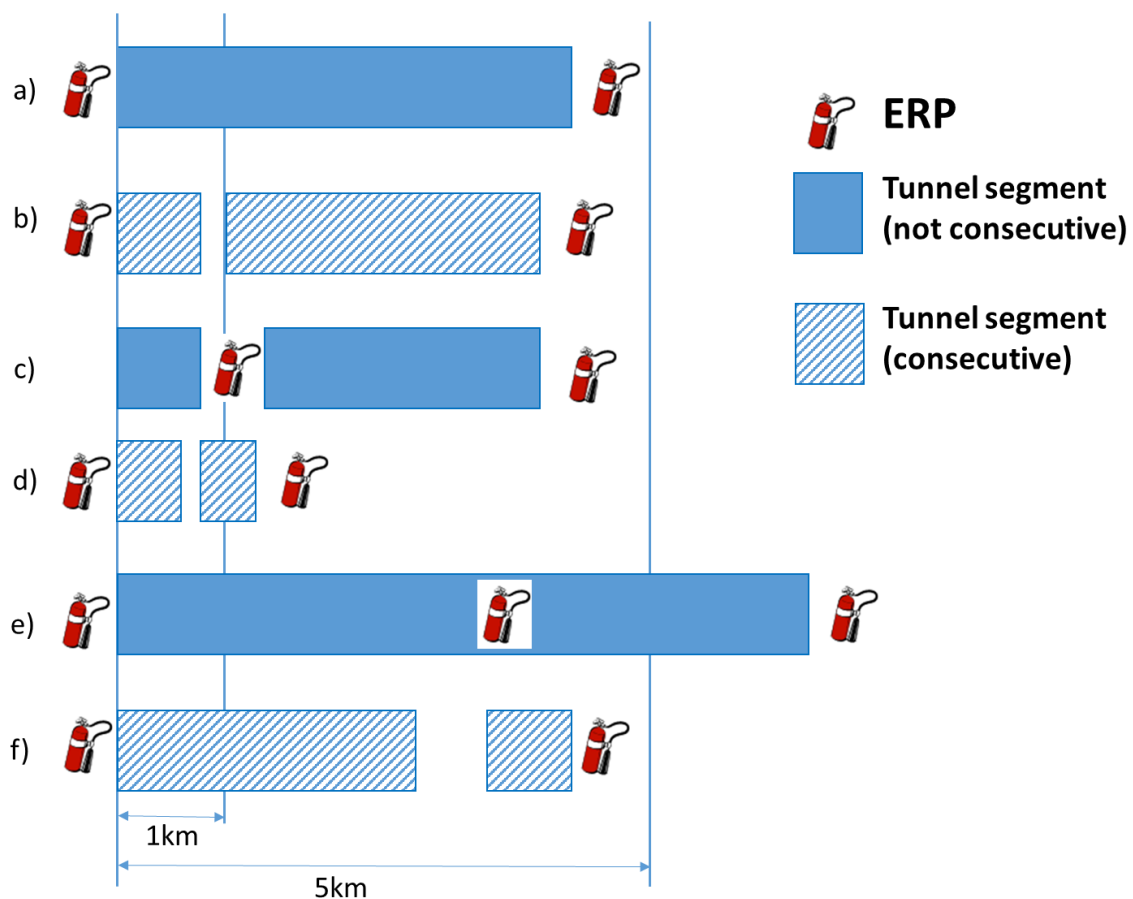 a)
b)
c)
d)
e)
f)
1km
5km
ERP
Tunnel segment
(not consecutive)
Tunnel segment
(consecutive)